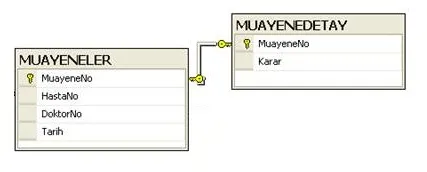 MUAYENELER
MuayeneNo
HastaNo
DoktorNo
Tarih
MUAYENEDETAY
MuayeneNo
Karar